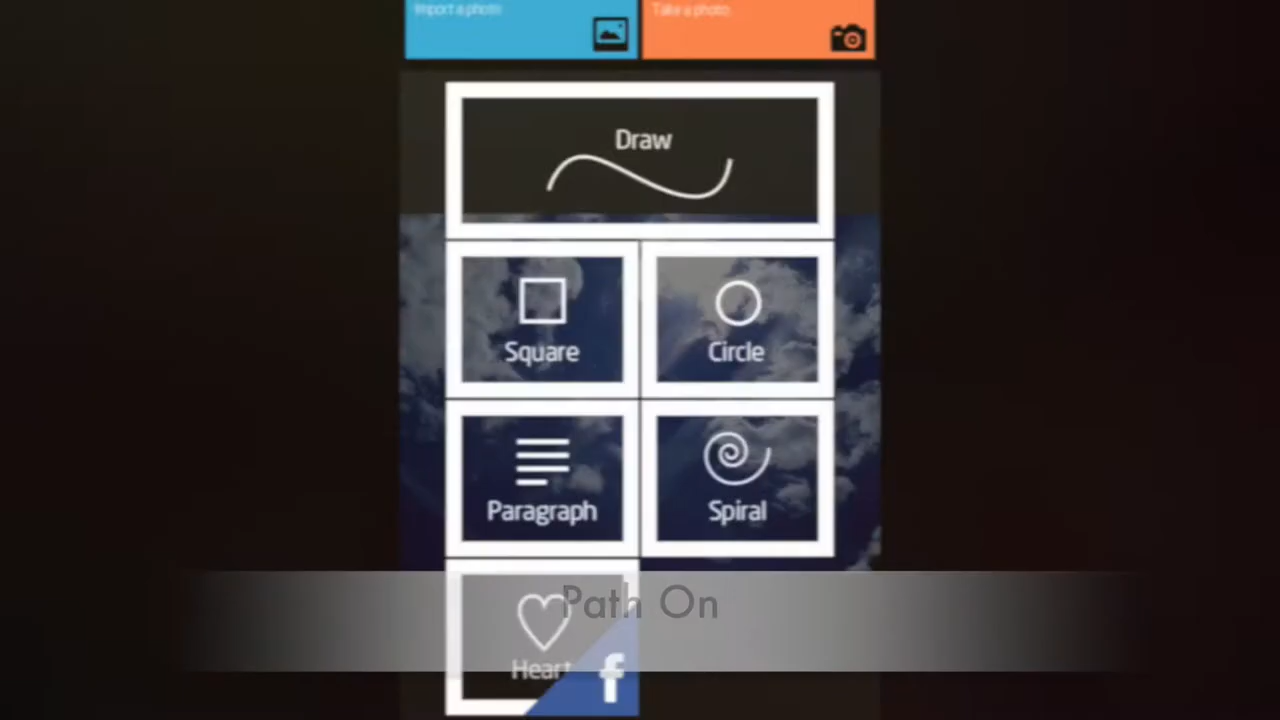 Import a photo
Take a photo
Draw
Square
Circle
Paragraph
Spiral
Path On
Heart
f